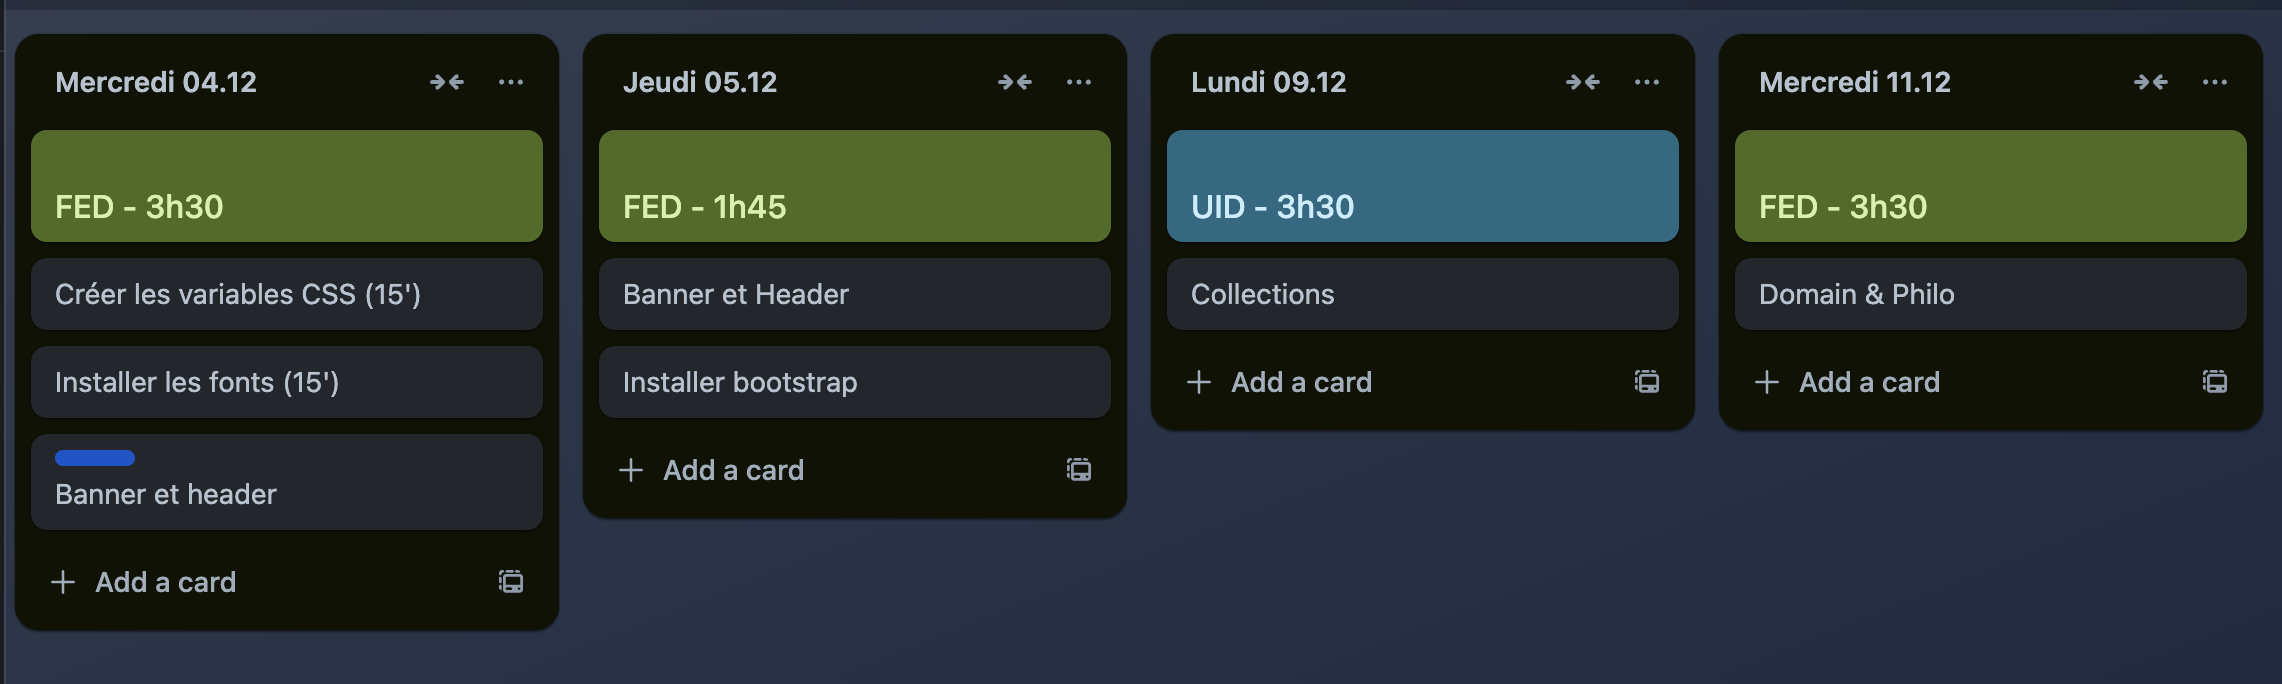 Mercredi 04.12
FED - 3h30
Créer les variables CSS (15')
Installer les fonts (15')
Banner et header
Add a card
Jeudi 05.12
FED - 1h45
Banner et Header
Installer bootstrap
Add a card
Lundi 09.12
UID - 3h30
Collections
Add a card
Mercredi 11.12
FED - 3h30
Domain & Philo
Add a card